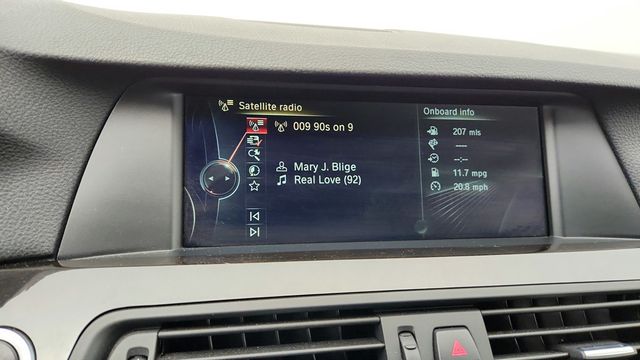 Satellite radio
009 90s on 9
Mary J. Blige
Real Love (92)
Onboard info
207 mls
-----
--:--
11.7 mpg
20.8 mph